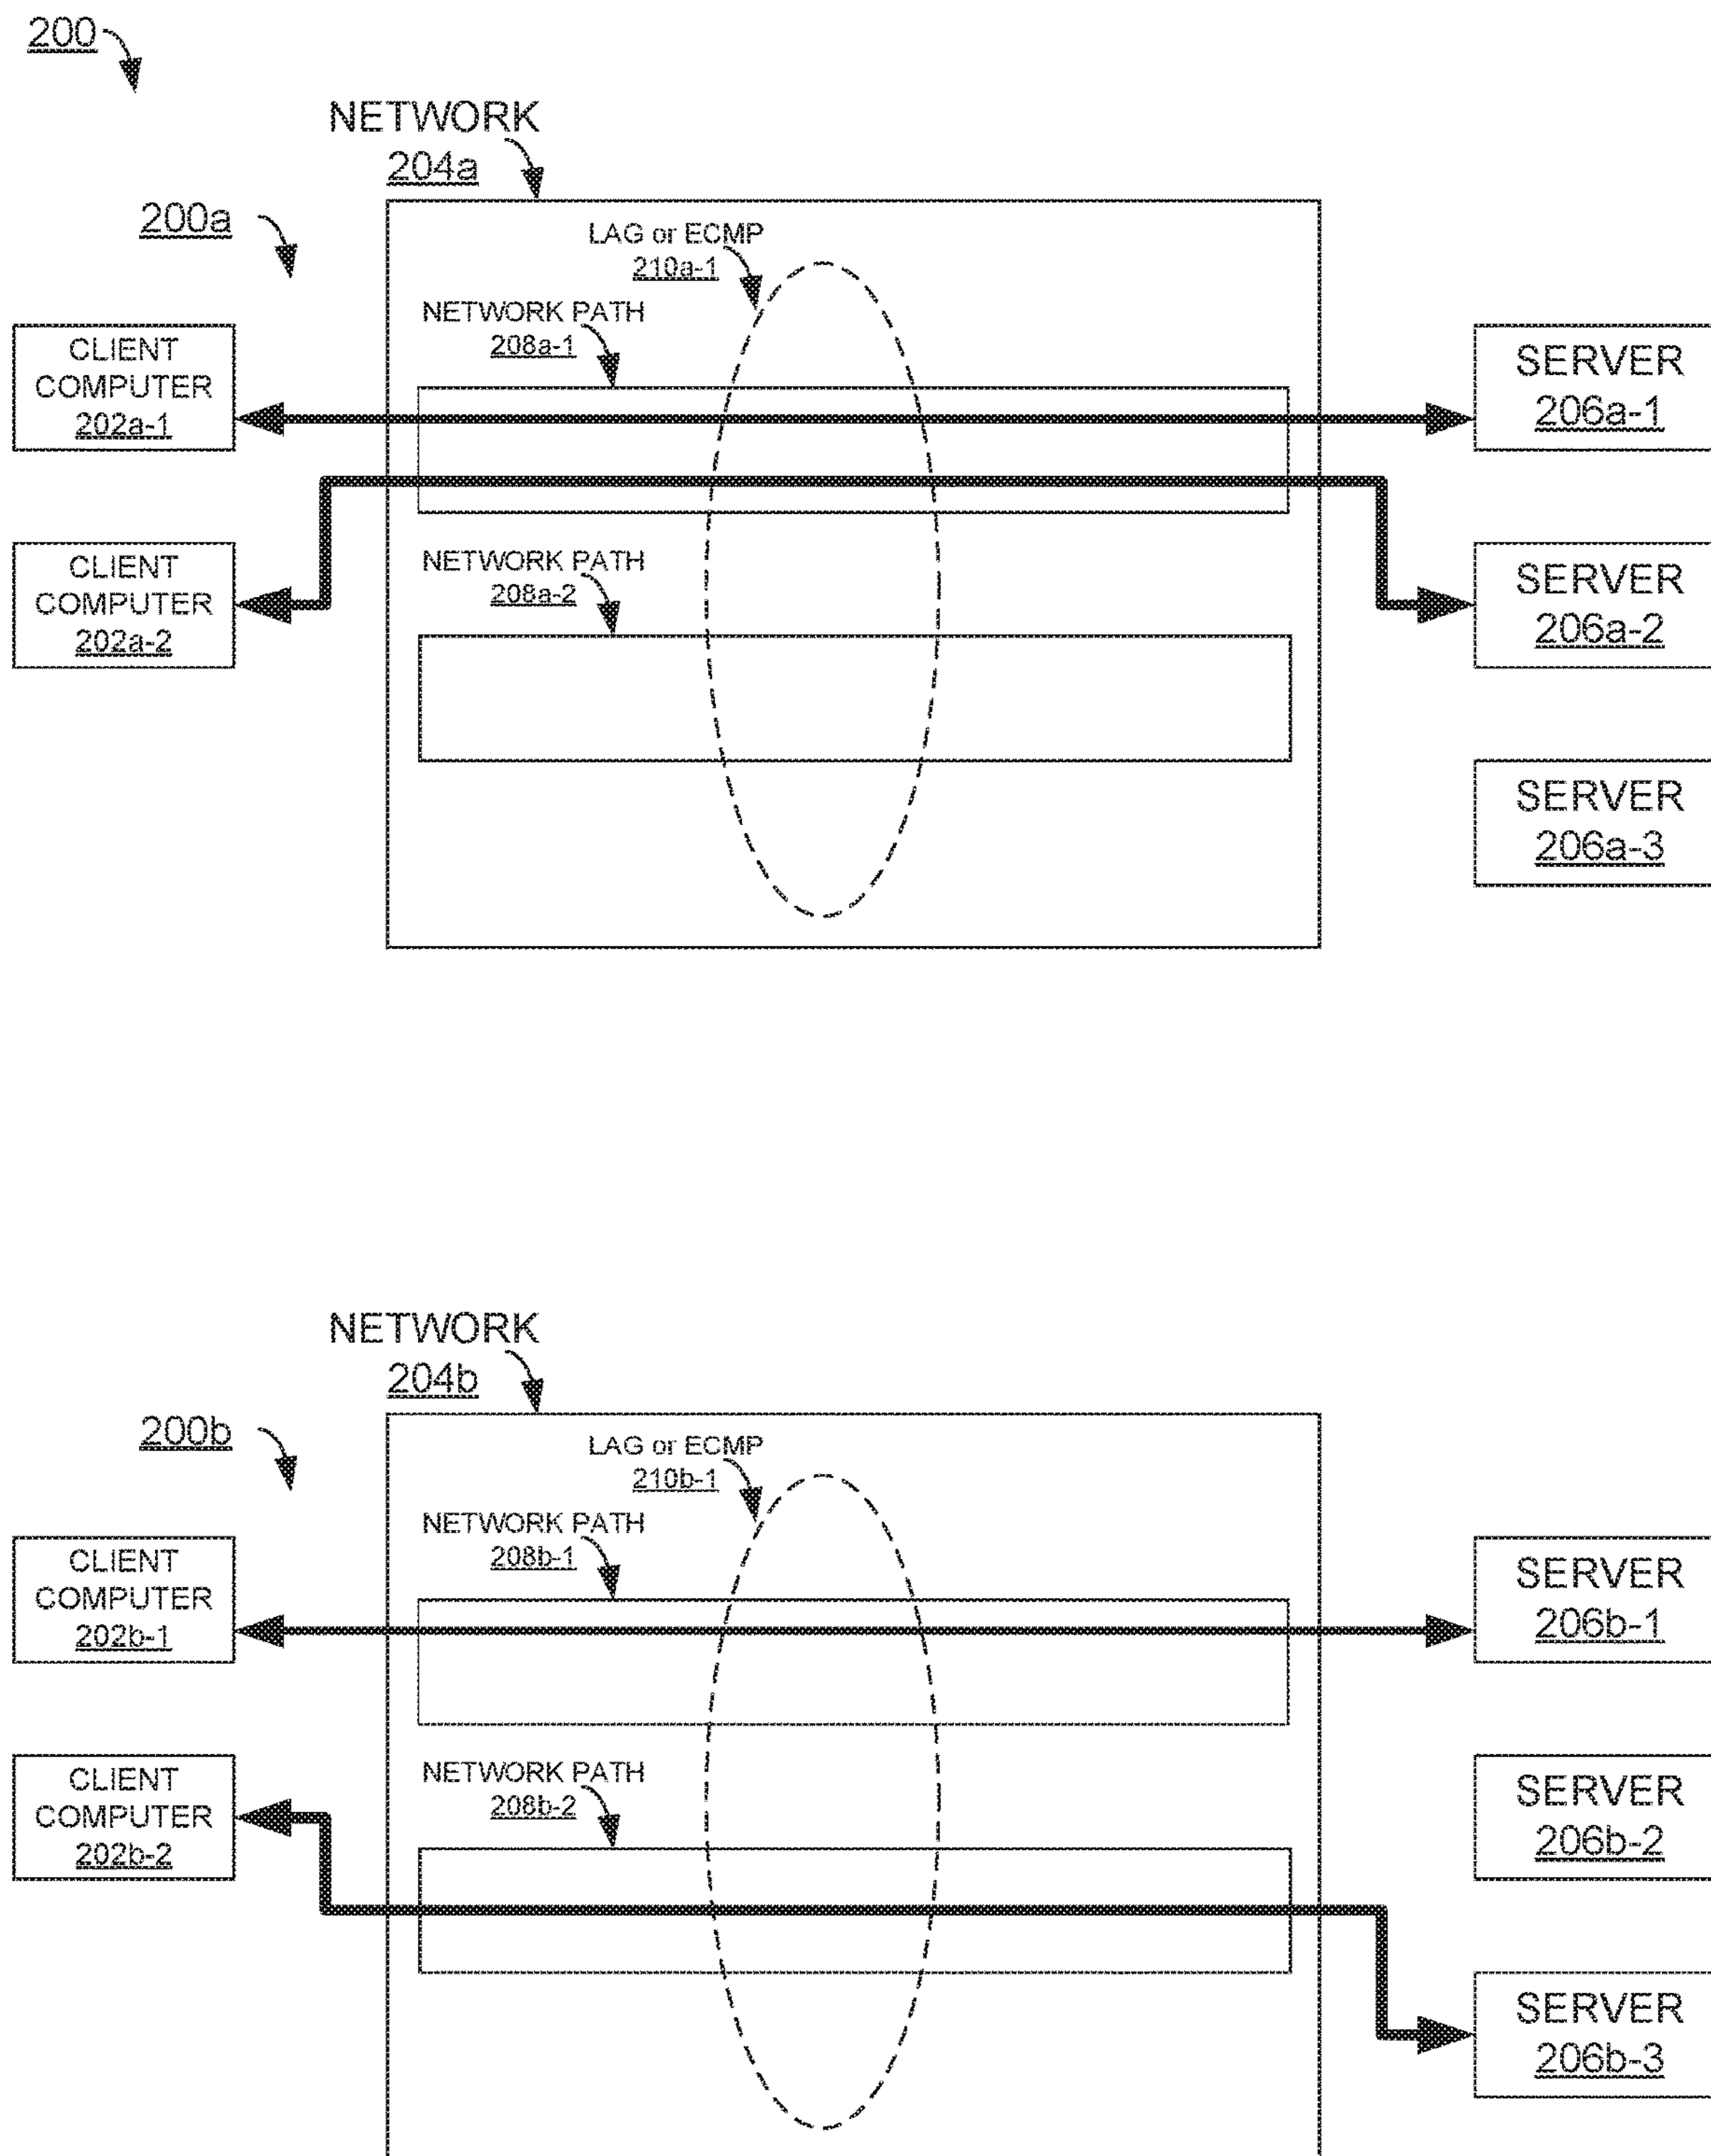 200
NETWORK
204a
200a
LAG or ECMP
210a-1
NETWORK PATH
208a-1
CLIENT
COMPUTER
202a-1
SERVER
206a-1
CLIENT
COMPUTER
202a-2
NETWORK PATH
208a-2
SERVER
206a-2
SERVER
206a-3
NETWORK
204b
200b
LAG or ECMP
210b-1
NETWORK PATH
208b-1
CLIENT
COMPUTER
202b-1
SERVER
206b-1
CLIENT
COMPUTER
202b-2
NETWORK PATH
208b-2
SERVER
206b-2
SERVER
206b-3